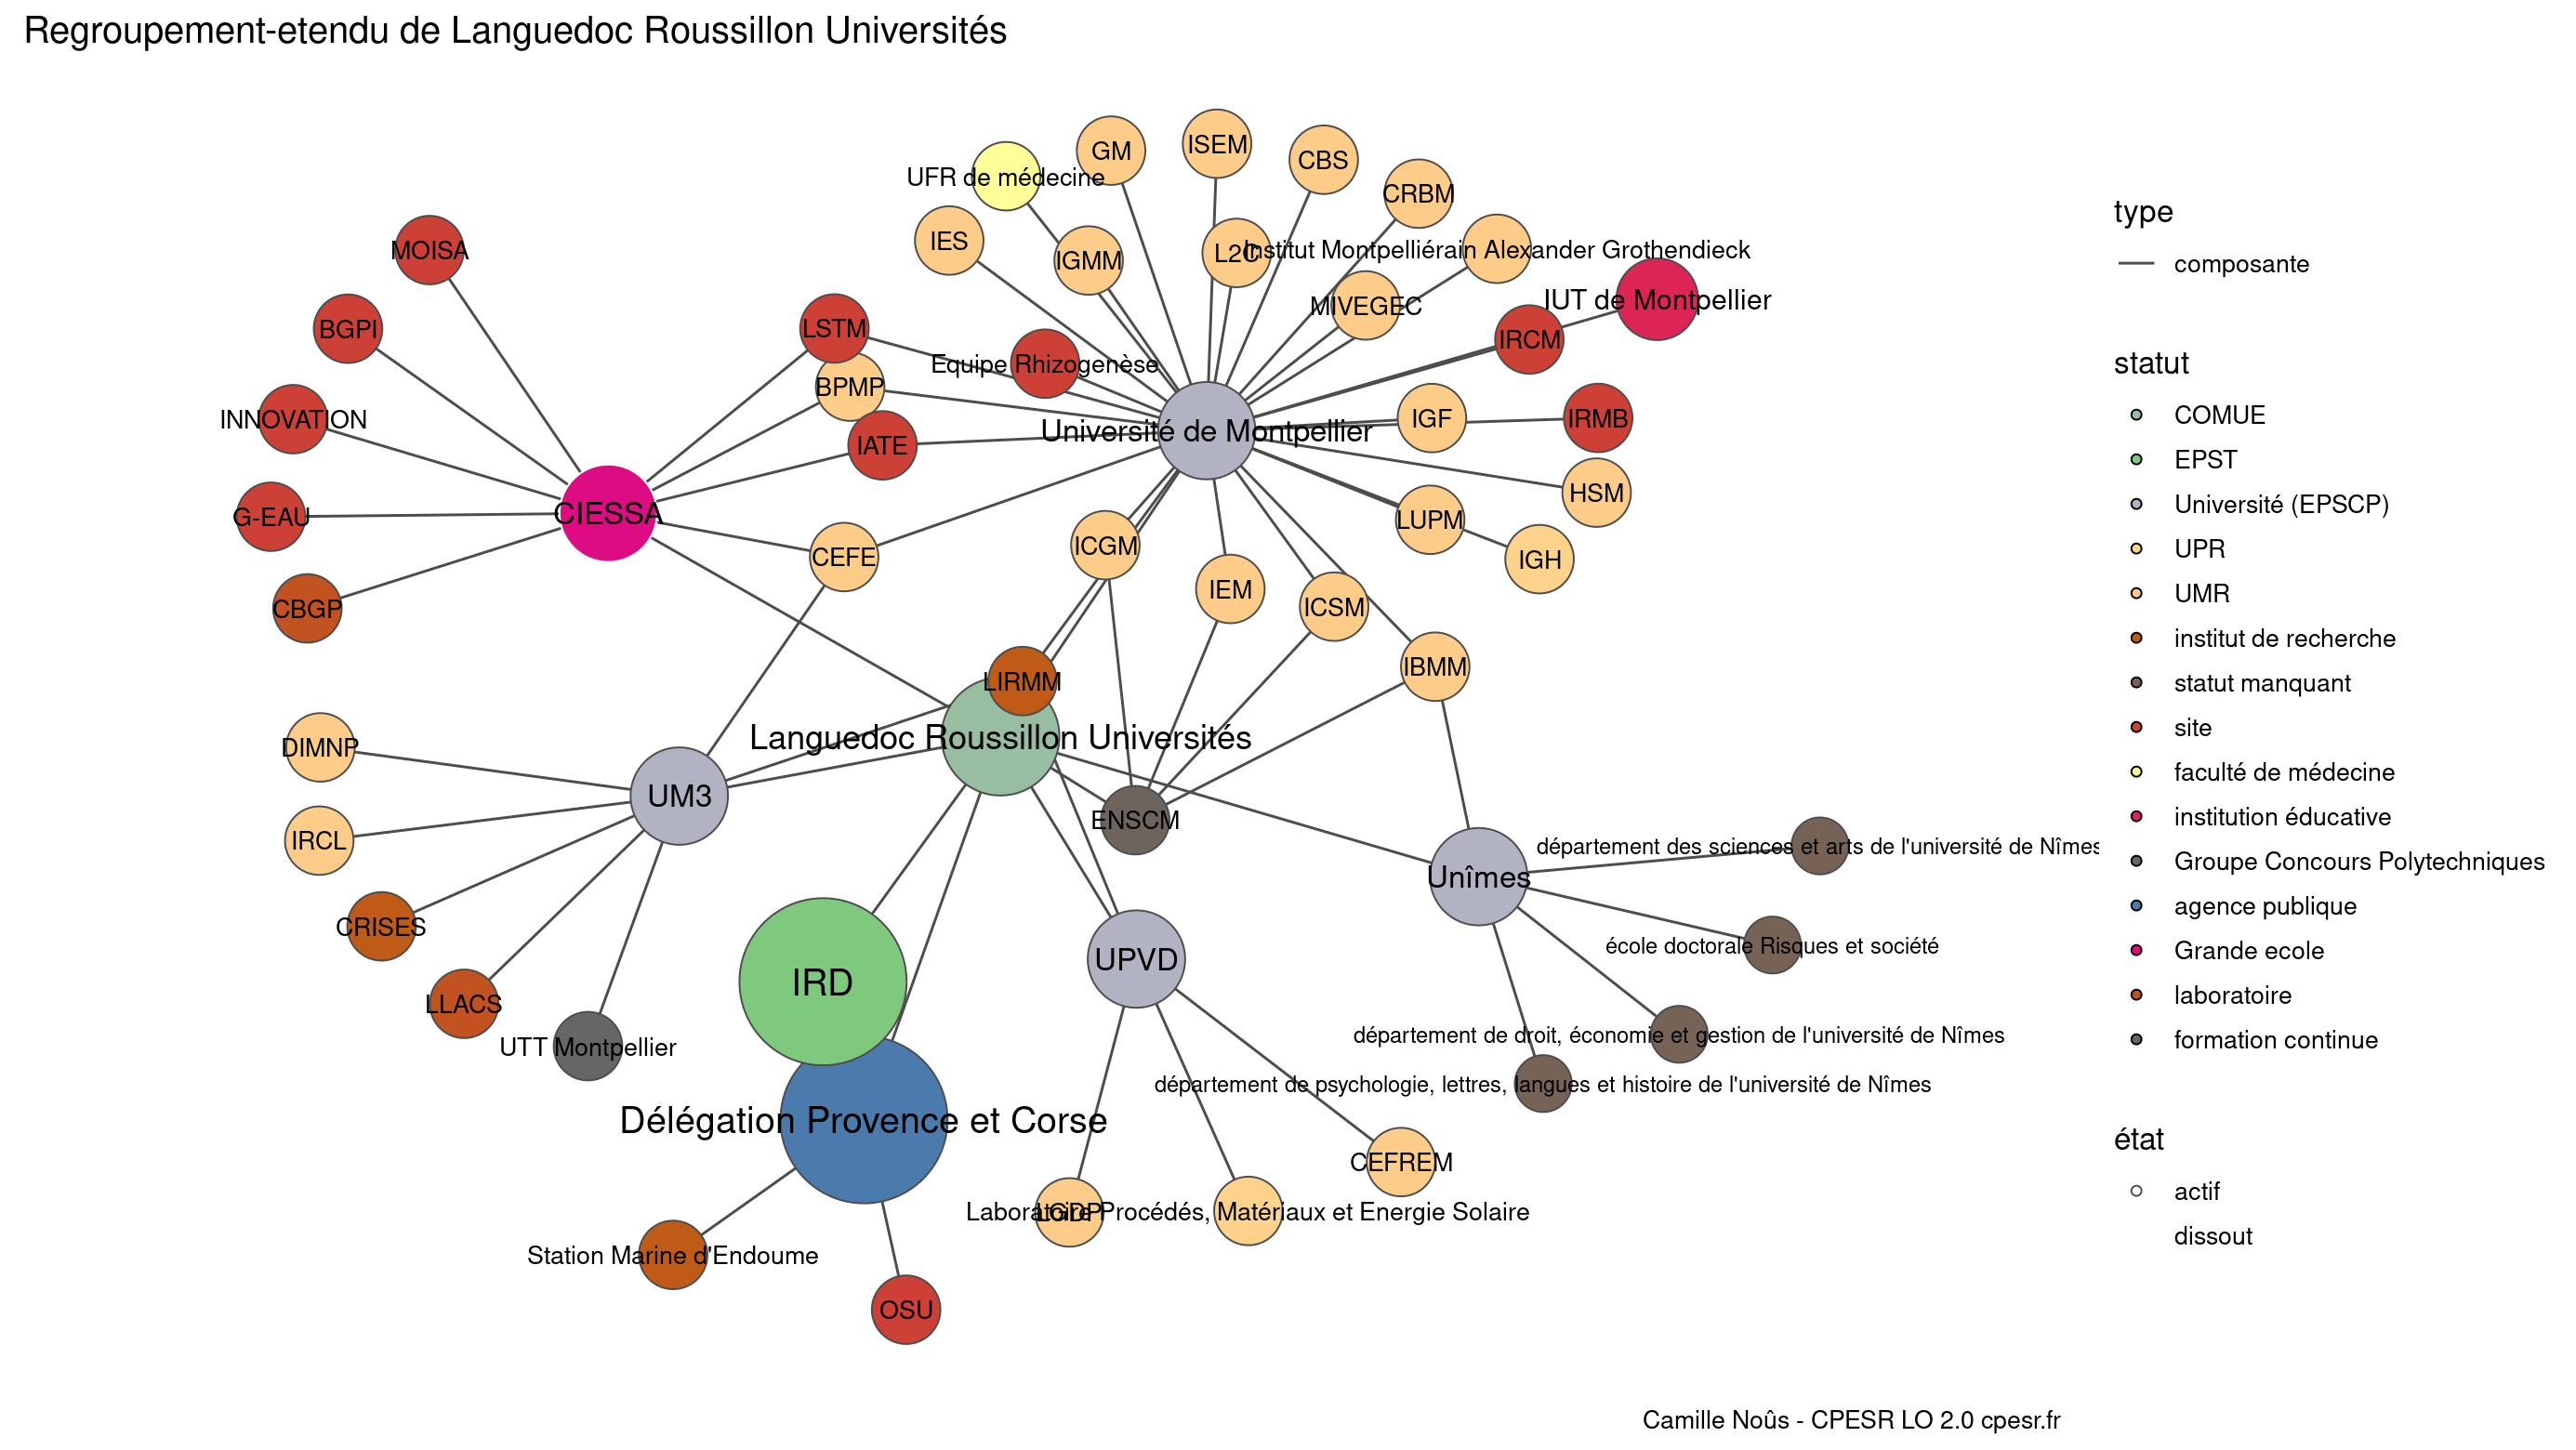 Regroupement-etendu de Languedoc Roussillon Universités
GM
ISEM
CBS
UFR de médecine
CRBM
IES
IGMM
L2C
Institut Montpelliérain Alexander Grothendieck
MOISA
MIVEGEC
IUT de Montpellier
BGPI
LSTM
IRCM
Equipe Rhizogenèse
BPMP
INNOVATION
IGF
IRMB
Université de Montpellier
IATE
HSM
CIESSA
G-EAU
LUPM
ICGM
CEFE
IGH
IEM
CBGP
ICSM
IBMM
LIRMM
Languedoc Roussillon Universités
DIMNP
UM3
ENSCM
IRCL
département des sciences et arts de l'université de Nîmes
Unîmes
CRISES
école doctorale Risques et société
UPVD
IRD
LLACS
département de droit, économie et gestion de l'université de Nîmes
UTT Montpellier
département de psychologie, lettres, langues et histoire de l'université de Nîmes
Délégation Provence et Corse
CEFREM
LGDP
Laboratoire Procédés, Matériaux et Energie Solaire
Station Marine d'Endoume
OSU
type
composante
statut
COMUE
EPST
Université (EPSCP)
UPR
UMR
institut de recherche
statut manquant
site
faculté de médecine
institution éducative
Groupe Concours Polytechniques
agence publique
Grande ecole
laboratoire
formation continue
état
actif
dissout
Camille Noûs - CPESR LO 2.0 cpesr.fr